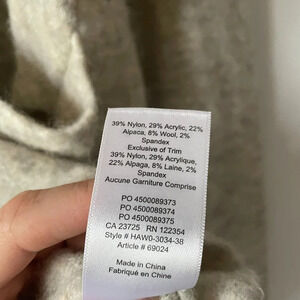 39% Nylon, 29% Acrylic, 22%
Alpaca, 8% Wool, 2%
Spandex
Exclusive of Trim
39% Nylon, 29% Acrylique,
22% Alpaga, 8% Laine, 2%
Spandex
Aucune Garniture Comprise
PO 4500089373
PO 4500089374
PO 4500089375
CA 23725 RN 122354
Style # HAW0-3034-38
Article # 69024
Made in China
Fabriqué en Chine